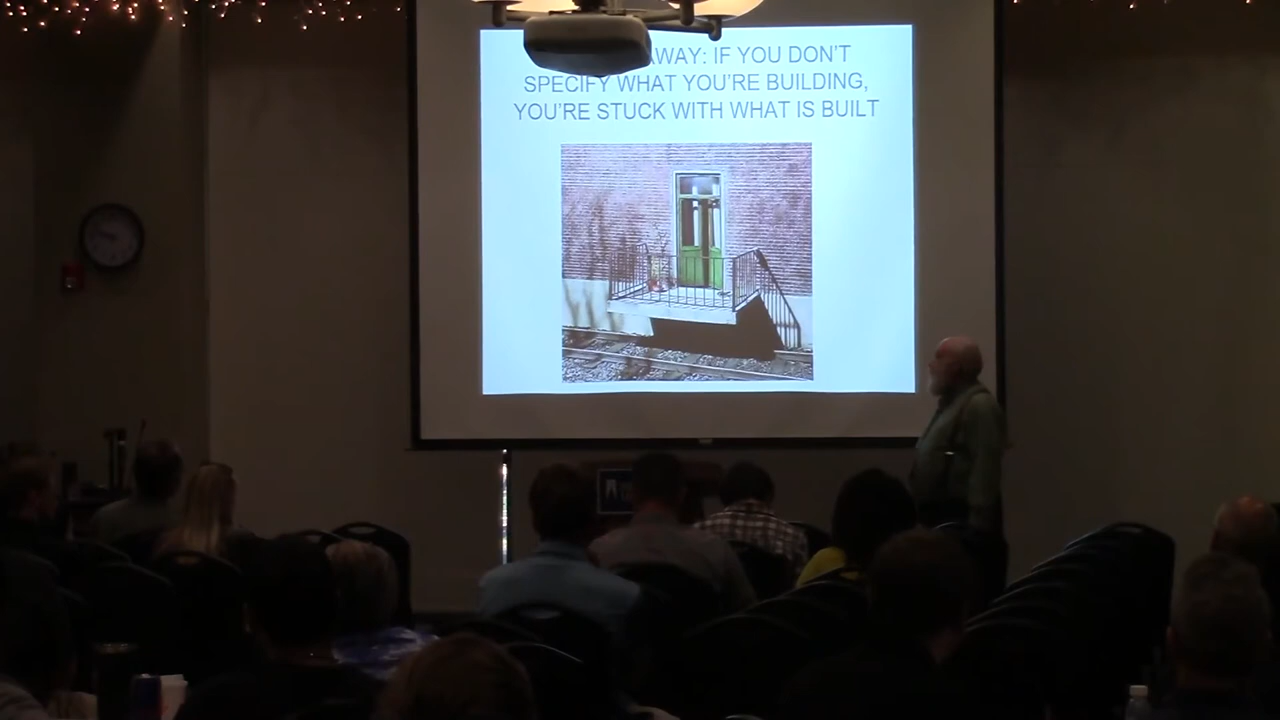 AWAY: IF YOU DON'T
SPECIFY WHAT YOU'RE BUILDING,
YOU'RE STUCK WITH WHAT IS BUILT